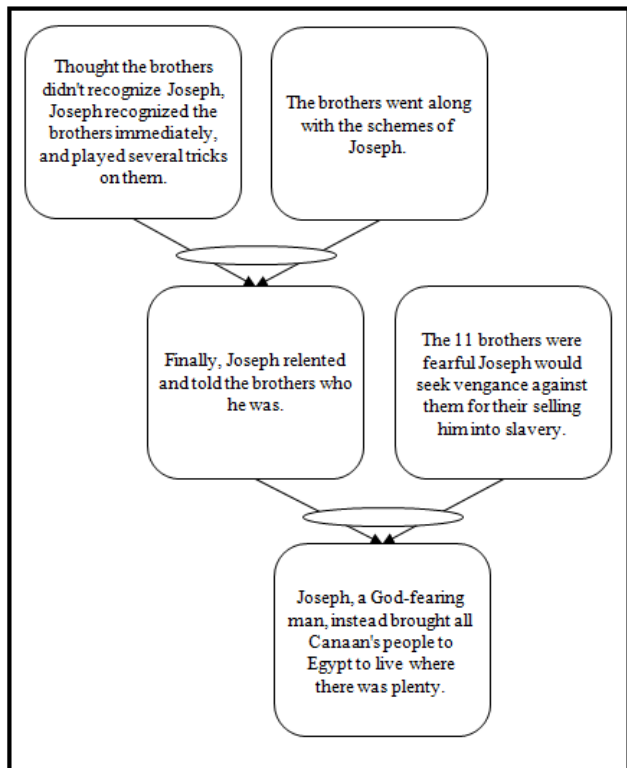 Thought the brothers
didn't recognize Joseph,
Joseph recognized the
brothers immediately,
and played several tricks
on them.
The brothers went along
with the schemes of
Joseph.
Finally, Joseph relented
and told the brothers who
he was.
The 11 brothers were
fearful Joseph would
seek vengance against
them for their selling
him into slavery.
Joseph, a God-fearing
man, instead brought all
Canaan's people to
Egypt to live where
there was plenty.